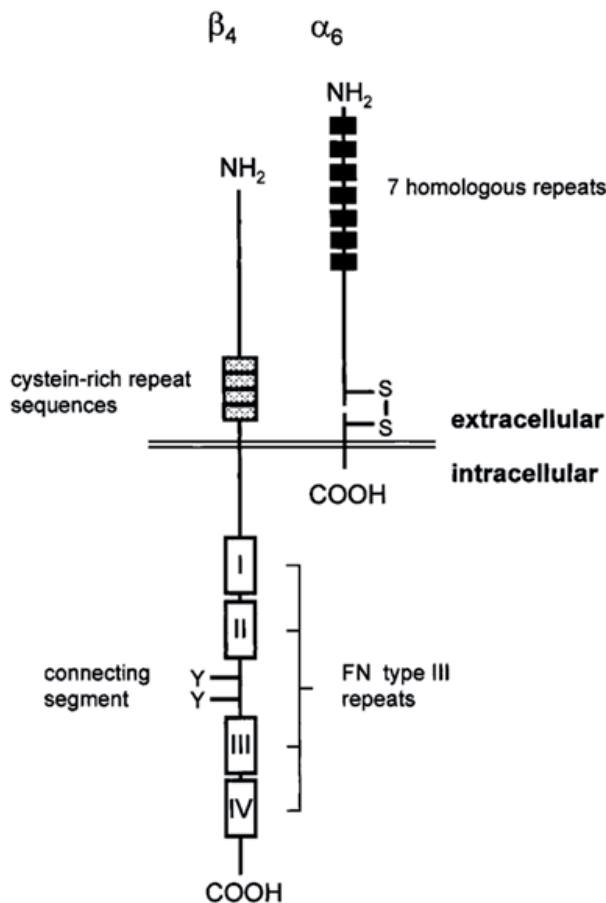 β4
α6
NH2
7 homologous repeats
NH2
cystein-rich repeat
sequences
S
S
extracellular
intracellular
COOH
I
II
connecting
segment
Y
Y
FN type III
repeats
III
IV
COOH